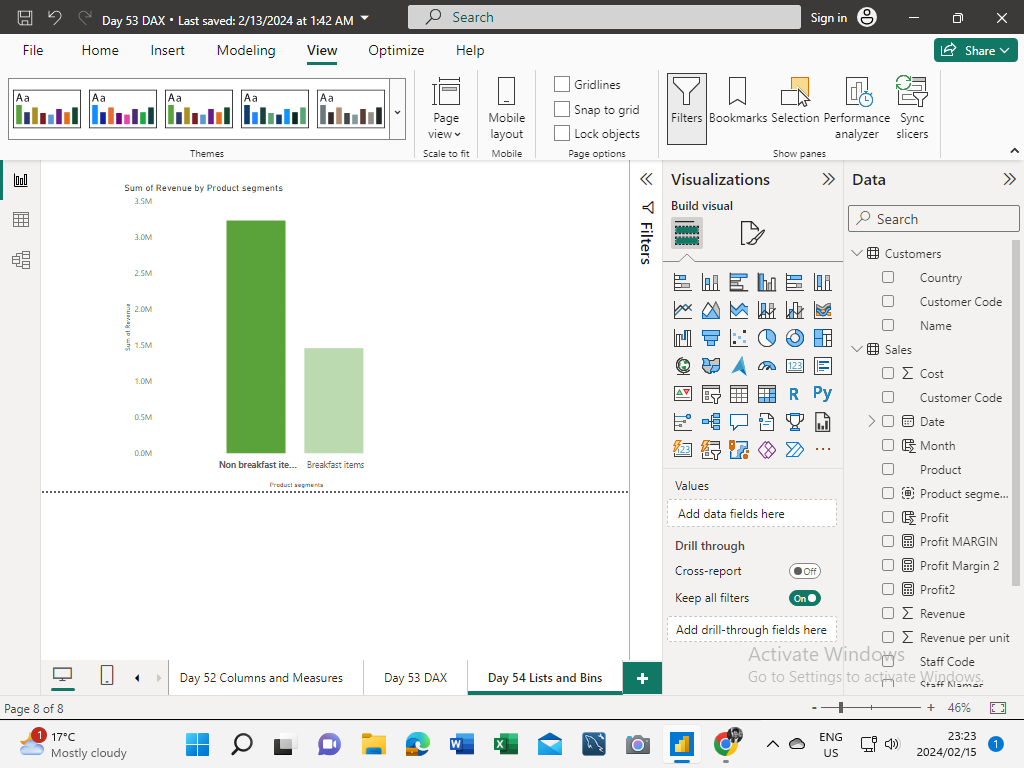 Day 53 DAX • Last saved: 2/13/2024 at 1:42 AM
Search
Sign in
File Home Insert Modeling View Optimize Help
Share
Aa Aa Aa Aa Aa
Page view
Mobile layout
Gridlines
Snap to grid
Lock objects
Filters
Bookmarks
Selection
Performance analyzer
Sync slicers
Themes
Scale to fit
Mobile
Page options
Show panes
Sum of Revenue by Product segments
3.5M
3.0M
2.5M
2.0M
1.5M
1.0M
0.5M
0.0M
Sum of Revenue
Non breakfast ite... Breakfast items
Product segments
Filters
Visualizations
Build visual
123
R Py
123
...
Values
Add data fields here
Drill through
Cross-report
Off
Keep all filters
On
Add drill-through fields here
Data
Search
Customers
Country
Customer Code
Name
Sales
Σ Cost
Customer Code
Date
Month
Product
Product segme...
Profit
Profit MARGIN
Profit Margin 2
Profit2
Σ Revenue
Σ Revenue per unit
Staff Code
Staff Names
Activate Windows
Go to Settings to activate Windows.
Day 52 Columns and Measures
Day 53 DAX
Day 54 Lists and Bins
+
Page 8 of 8
- + 46%
1
17°C
Mostly cloudy
ENG
US
23:23
2024/02/15
1